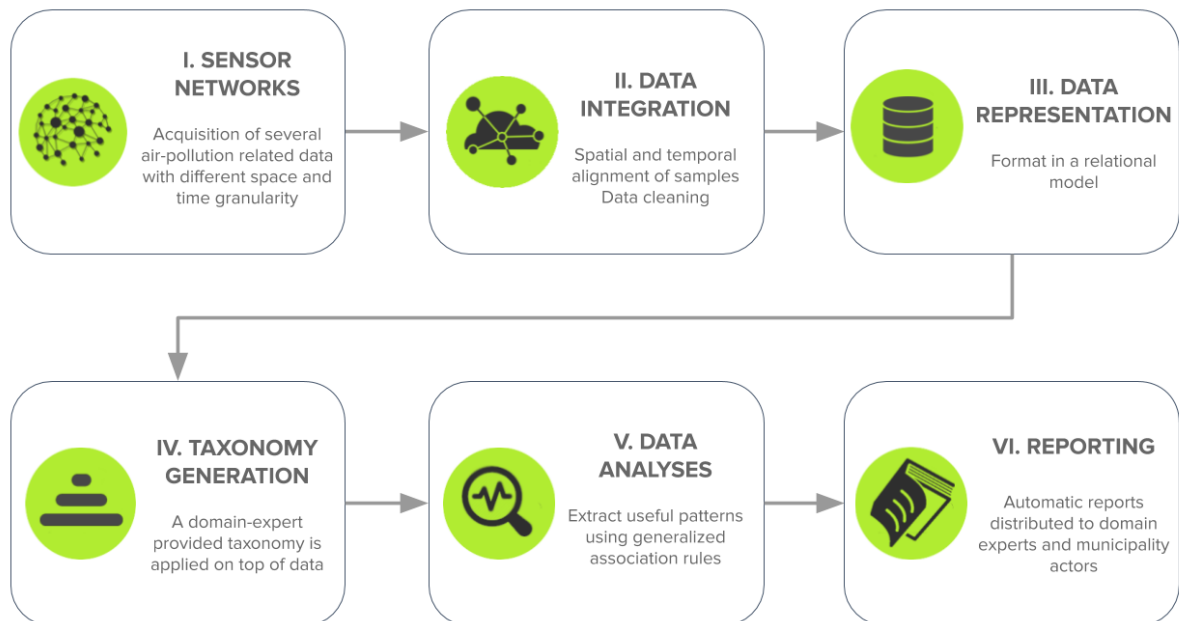 I. SENSOR
NETWORKS
Acquisition of several
air-pollution related data
with different space and
time granularity
II. DATA
INTEGRATION
Spatial and temporal
alignment of samples
Data cleaning
III. DATA
REPRESENTATION
Format in a relational
model
IV. TAXONOMY
GENERATION
A domain-expert
provided taxonomy is
applied on top of data
V. DATA
ANALYSES
Extract useful patterns
using generalized
association rules
VI. REPORTING
Automatic reports
distributed to domain
experts and municipality
actors